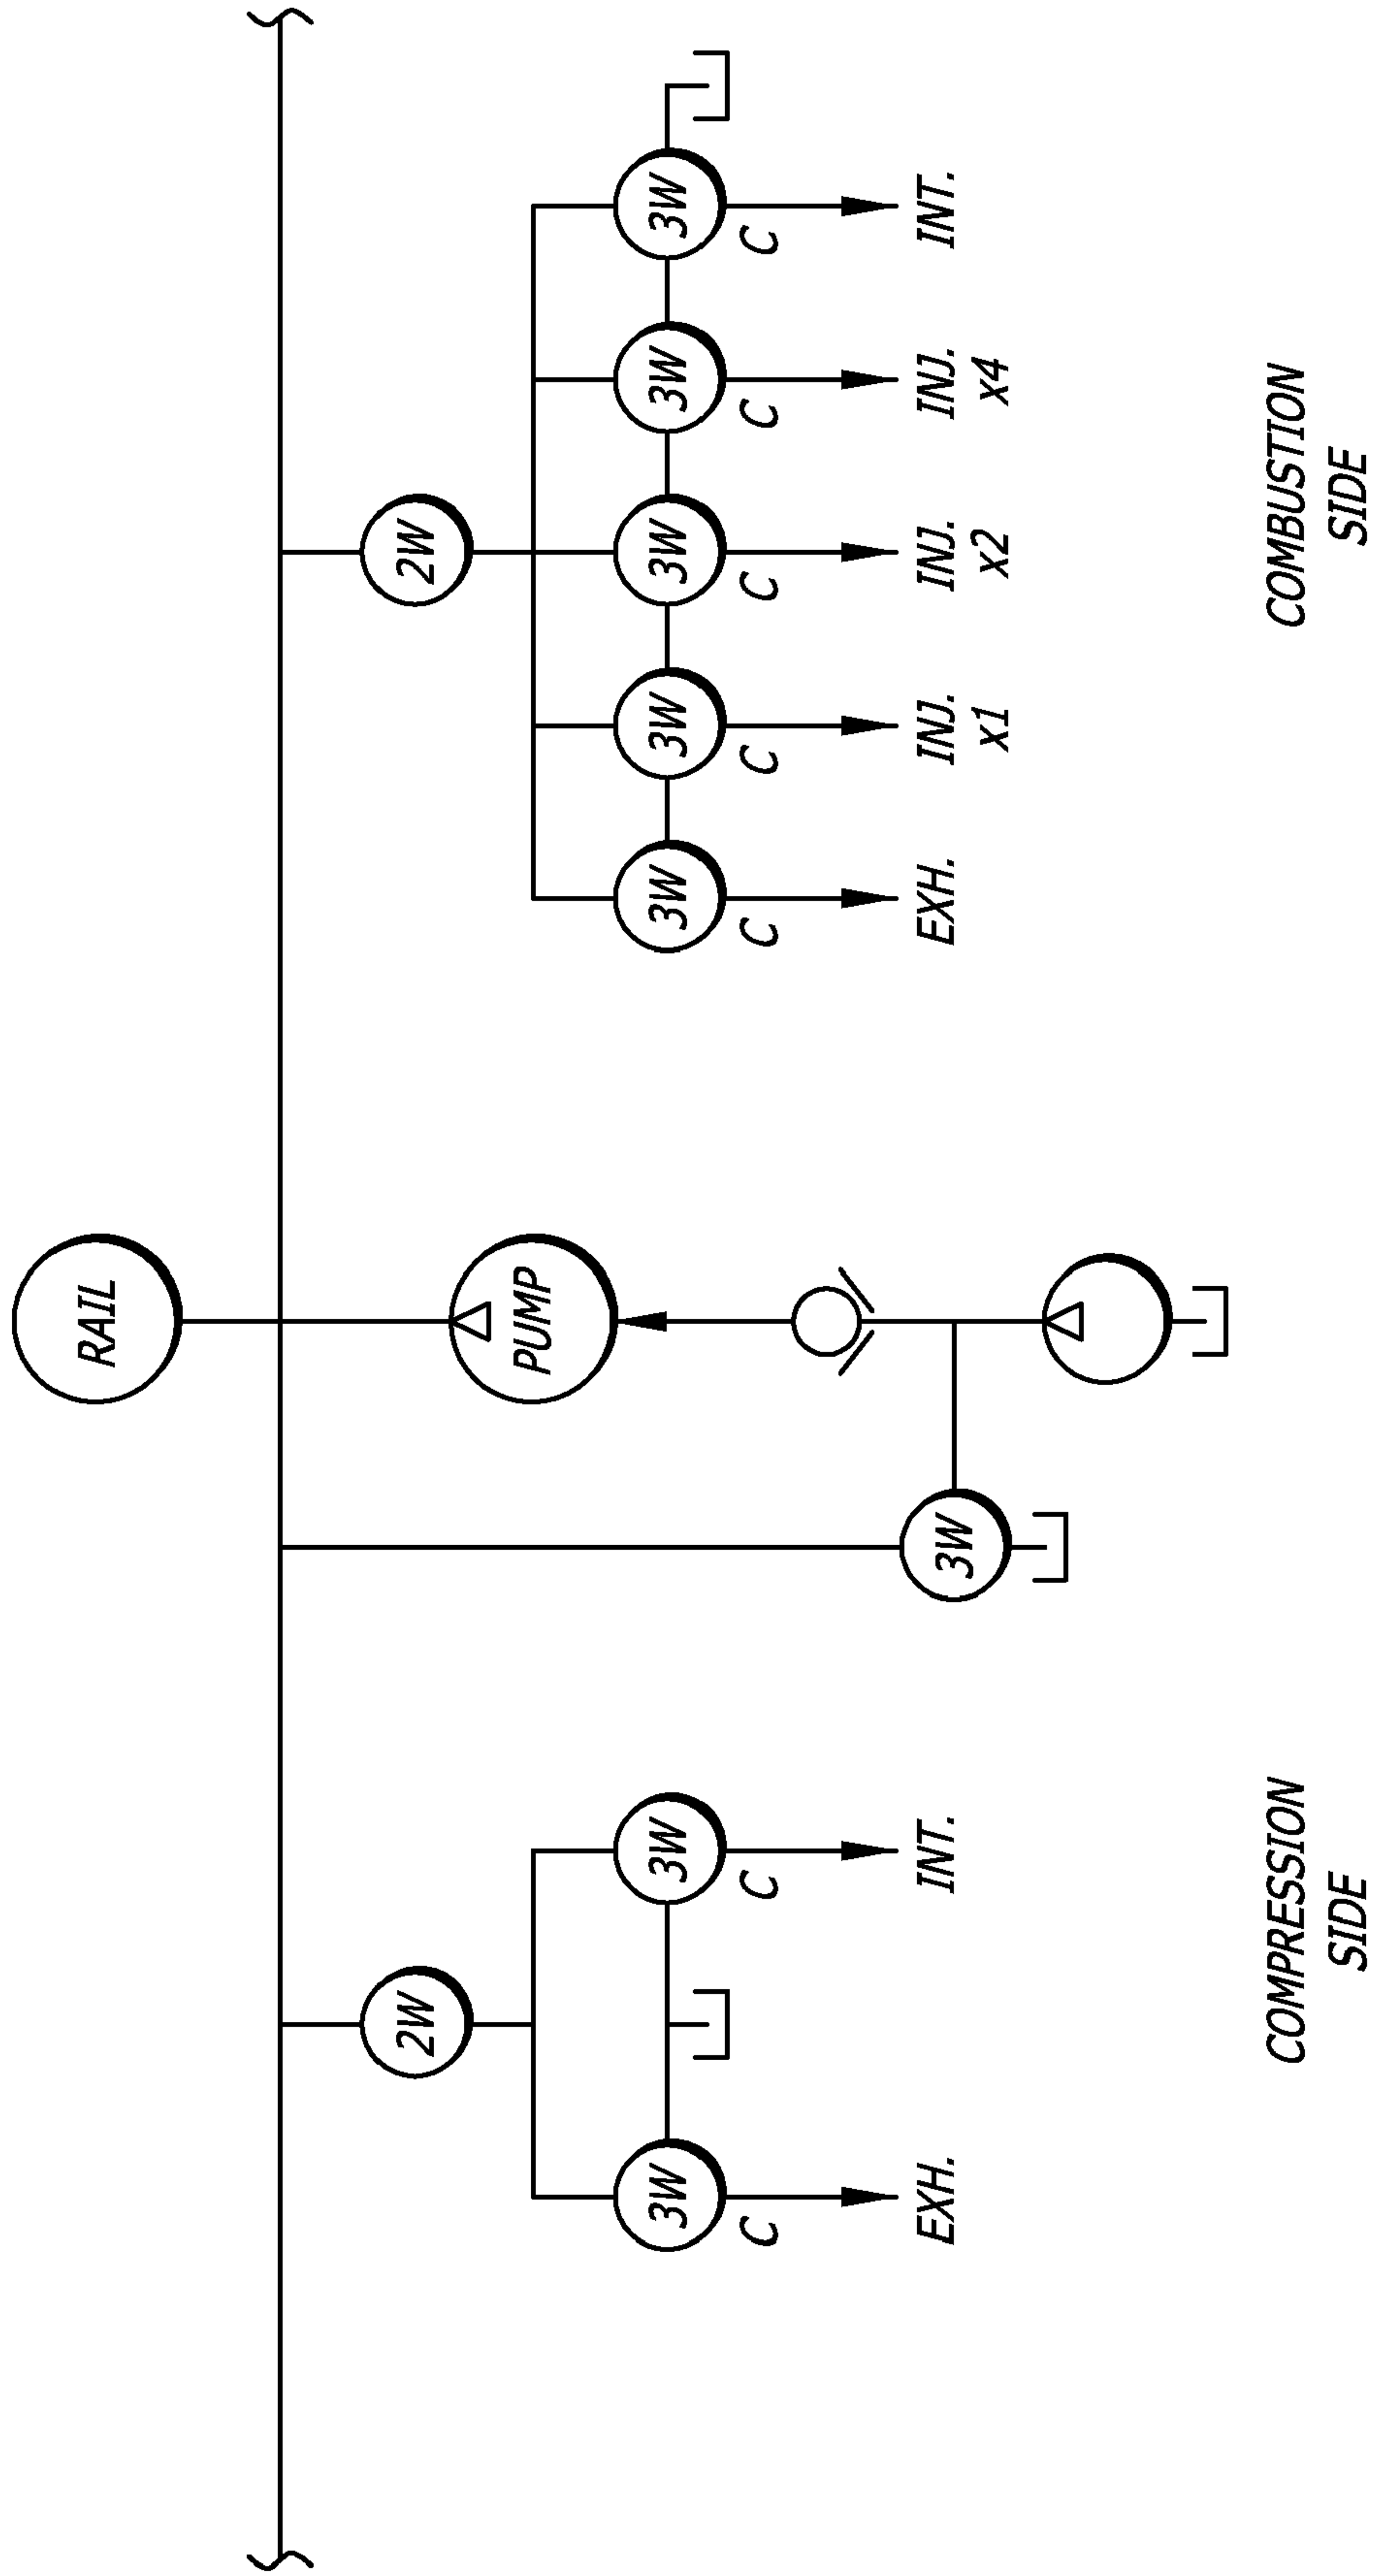 RAIL
2W
2W
PUMP
3W
3W
3W
3W
3W
3W
3W
C
C
C
C
C
C
C
EXH.
INT.
3W
EXH.
INJ.
x1
INJ.
x2
INJ.
x4
INT.
COMPRESSION
SIDE
COMBUSTION
SIDE